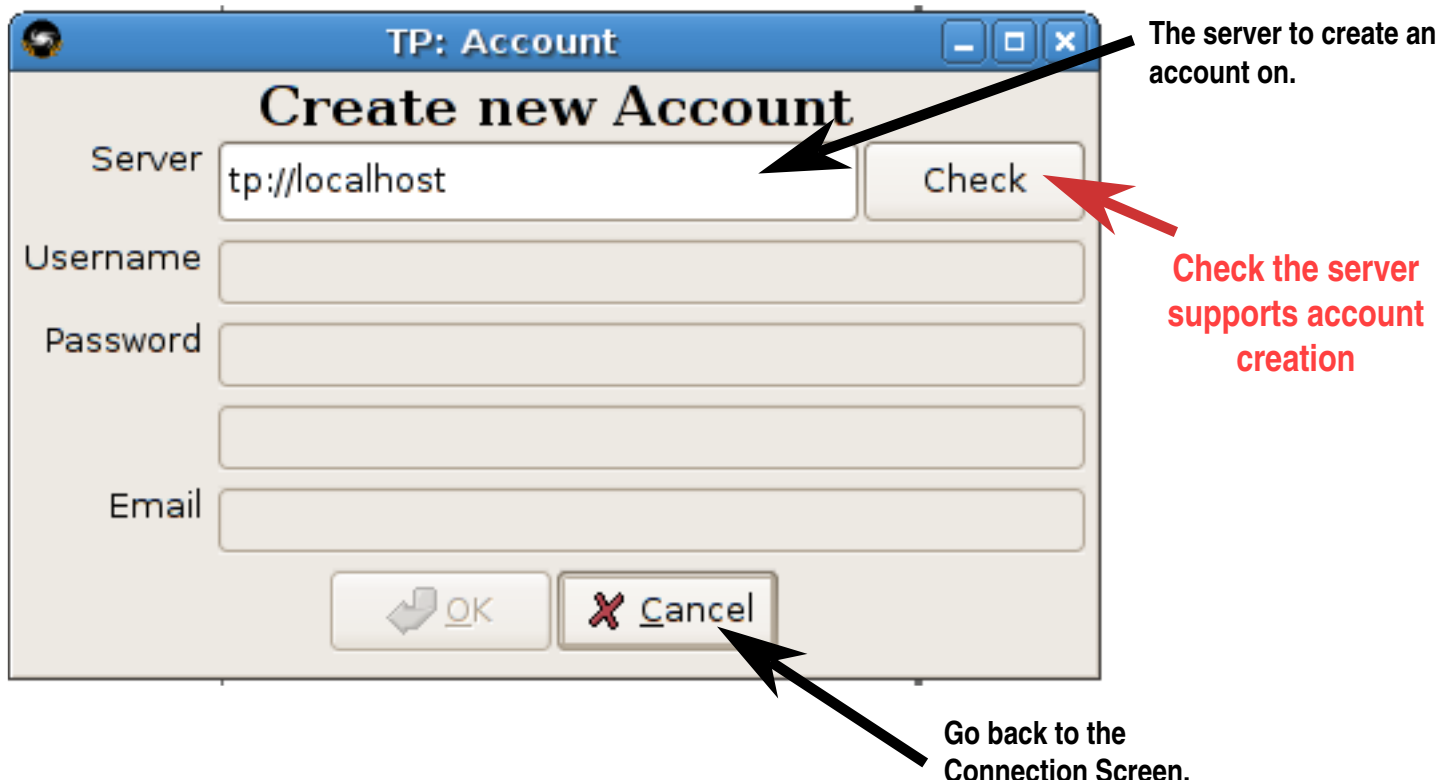 TP: Account
The server to create an
account on.
Create new Account
Server
tp://localhost
Check
Username
Check the server
supports account
creation
Password
Email
OK
Cancel
Go back to the
Connection Screen.